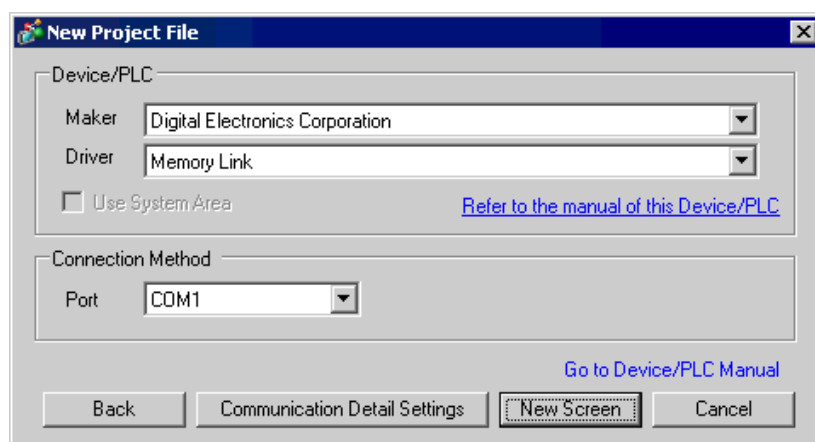 New Project File
Device/PLC
Maker Digital Electronics Corporation
Driver Memory Link
Use System Area Refer to the manual of this Device/PLC
Connection Method
Port COM1
Go to Device/PLC Manual
Back Communication Detail Settings New Screen Cancel